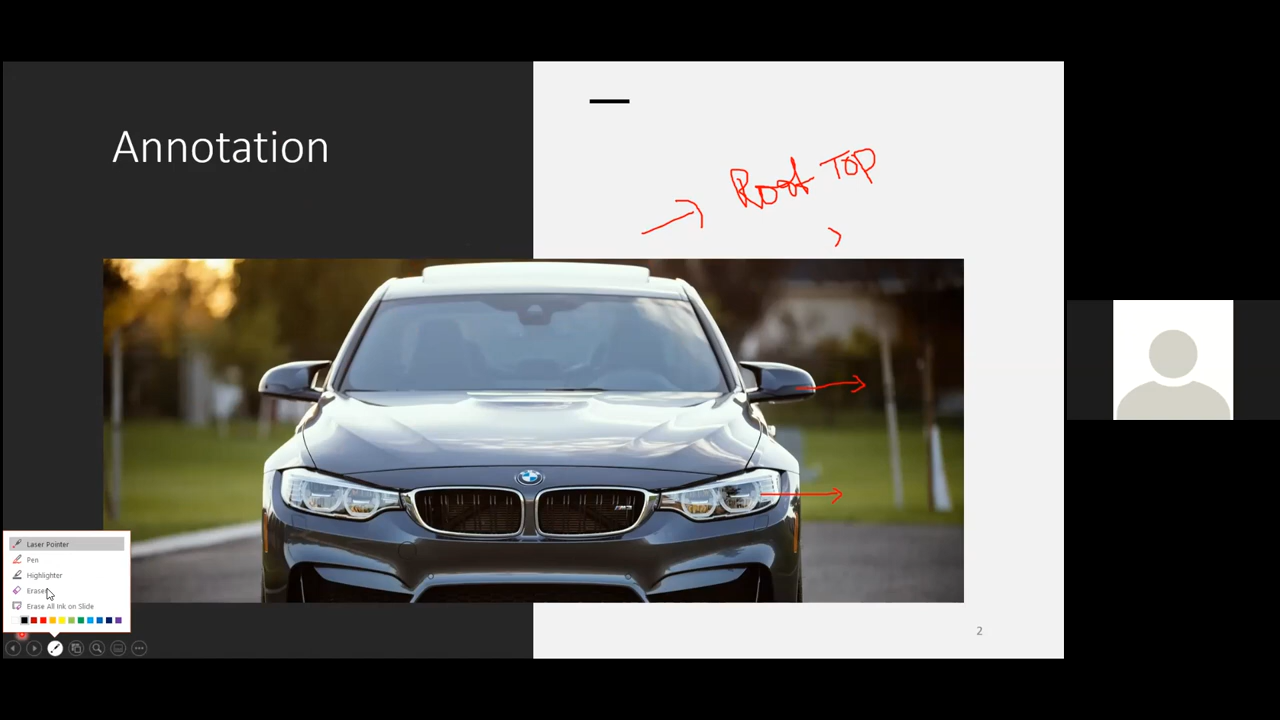 Annotation
Roof TOP
Laser Pointer
Pen
Highlighter
Eraser
Erase All Ink on Slide
2